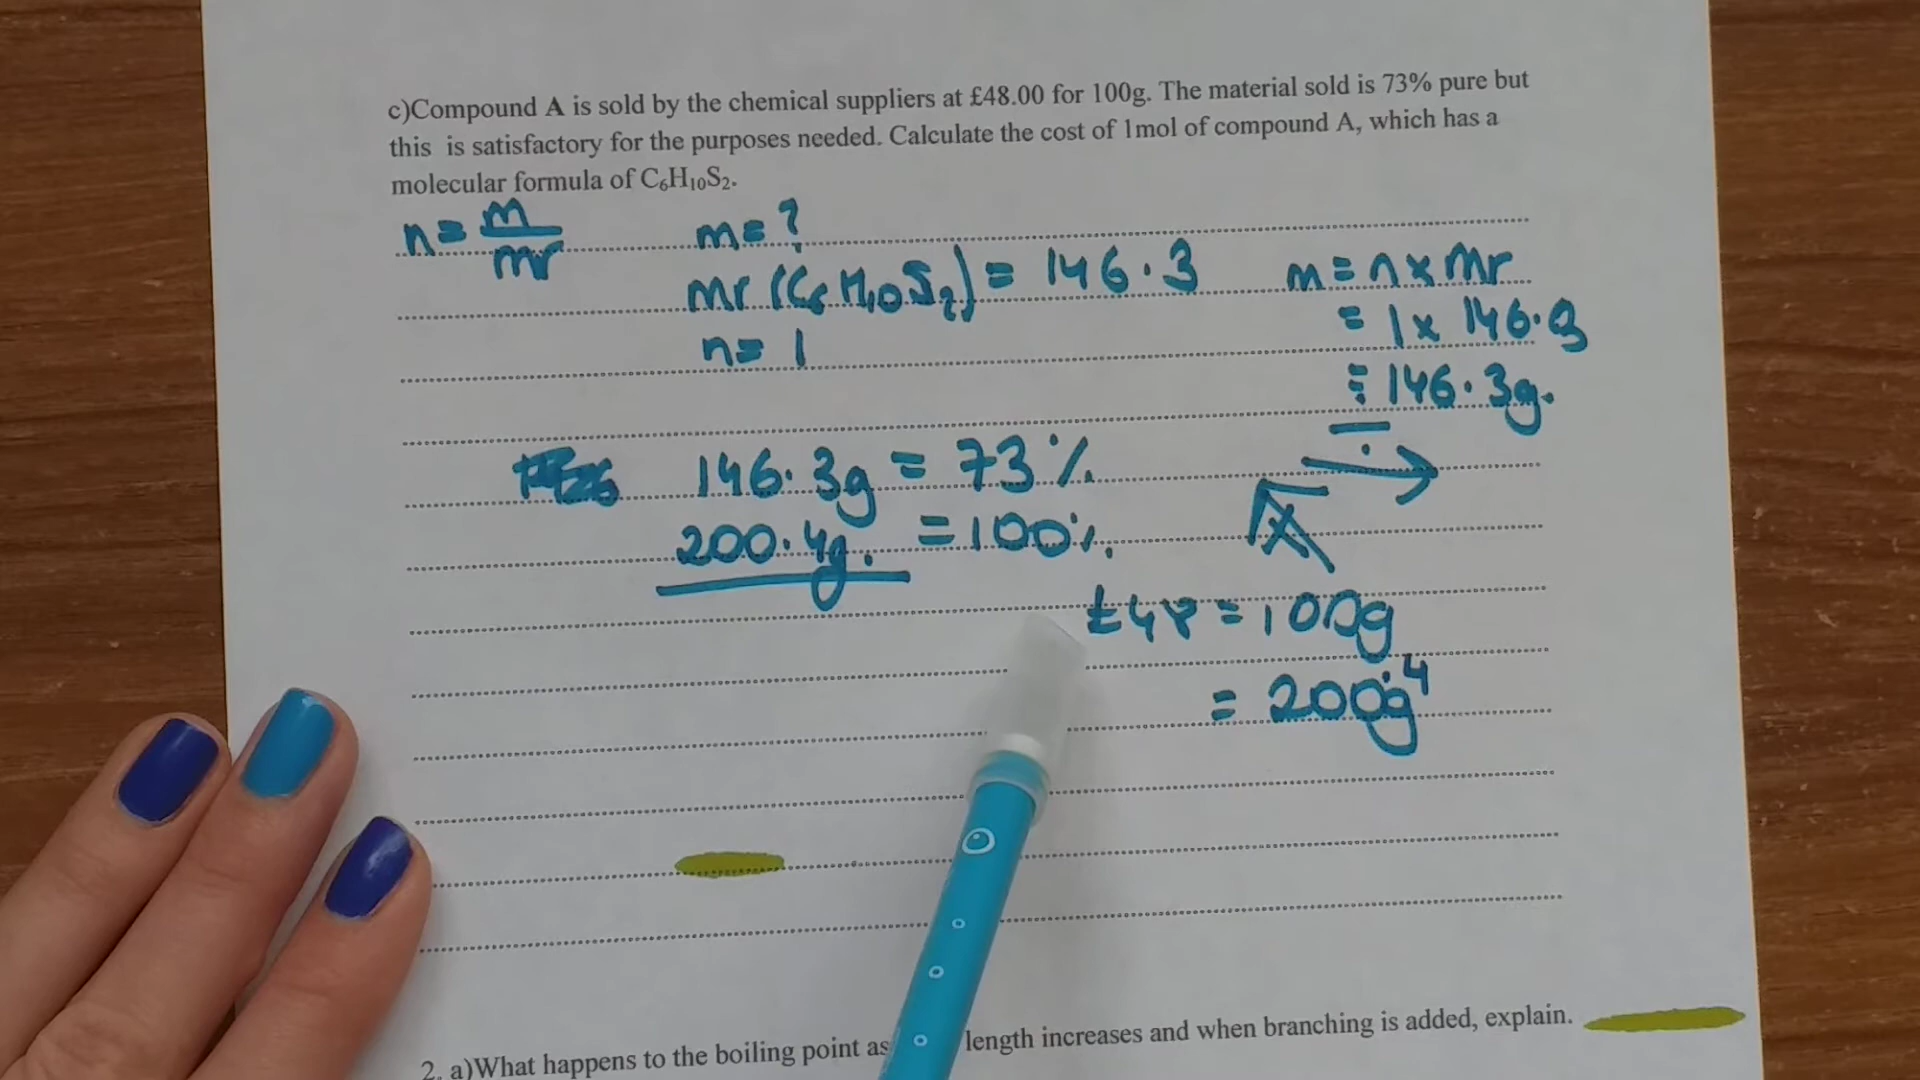 c)Compound A is sold by the chemical suppliers at £48.00 for 100g. The material sold is 73% pure but
this is satisfactory for the purposes needed. Calculate the cost of 1mol of compound A, which has a
molecular formula of C₆H₁₀S₂.
n = m/mr
m = ?
mr (C₆H₁₀S₂) = 146.3
n = 1
m = n x mr
= 1 x 146.3
= 146.3g.
146.3g = 73%
200.4g. = 100%
÷ →
x
£48 = 100g
= 200.4g
2. a)What happens to the boiling point as length increases and when branching is added, explain.